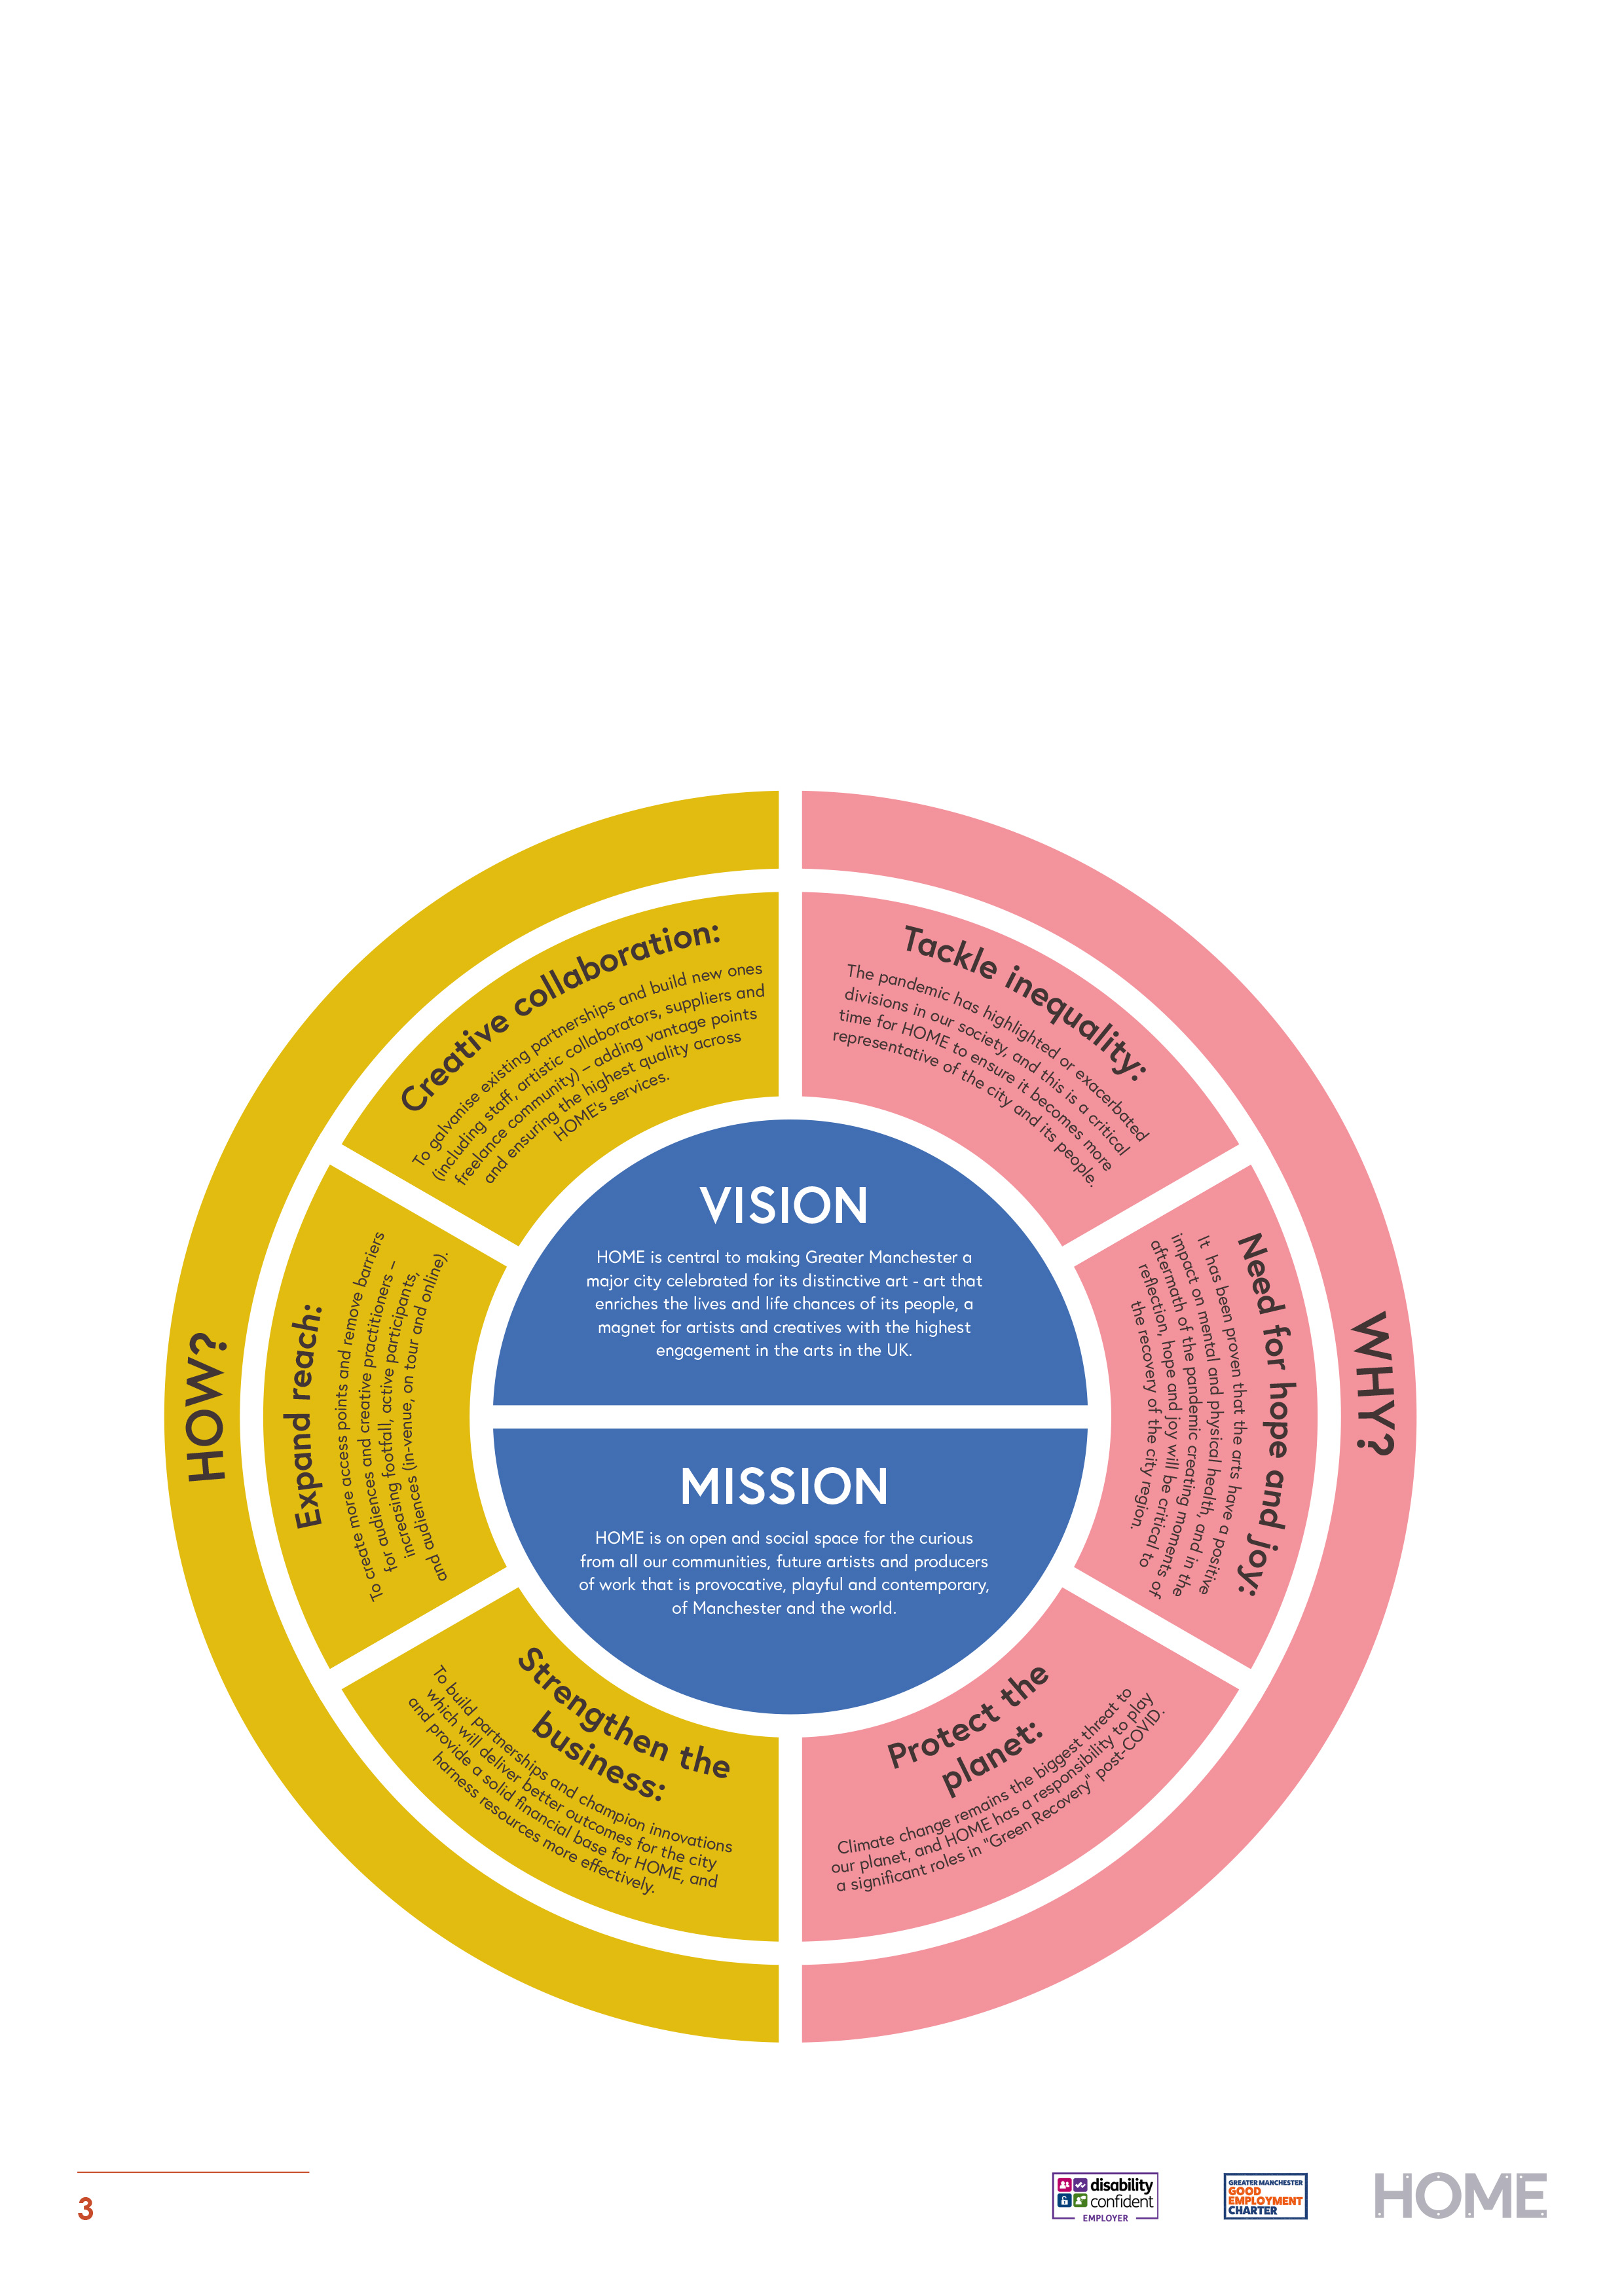 HOW?
Creative collaboration:
To galvanise existing partnerships and build new ones
(including staff, artistic collaborators, suppliers and
freelance community) – adding vantage points
and ensuring the highest quality across
HOME's services.
Expand reach:
To create more access points and remove barriers
for audiences and creative practitioners –
increasing footfall, active participants,
and audiences (in-venue, on tour and online).
Strengthen the
business:
To build partnerships and champion innovations
which will deliver better outcomes for the city
and provide a solid financial base for HOME, and
harness resources more effectively.
WHY?
Tackle inequality:
The pandemic has highlighted or exacerbated
divisions in our society, and this is a critical
time for HOME to ensure it becomes more
representative of the city and its people.
Need for hope and joy:
It has been proven that the arts have a positive
impact on mental and physical health, and in the
aftermath of the pandemic creating moments of
reflection, hope and joy will be critical to
the recovery of the city region.
Protect the
planet:
Climate change remains the biggest threat to
our planet, and HOME has a responsibility to play
a significant roles in "Green Recovery" post-COVID.
VISION
HOME is central to making Greater Manchester a
major city celebrated for its distinctive art - art that
enriches the lives and life chances of its people, a
magnet for artists and creatives with the highest
engagement in the arts in the UK.
MISSION
HOME is on open and social space for the curious
from all our communities, future artists and producers
of work that is provocative, playful and contemporary,
of Manchester and the world.
3
disability
confident
EMPLOYER
GREATER MANCHESTER
GOOD
EMPLOYMENT
CHARTER
HOME